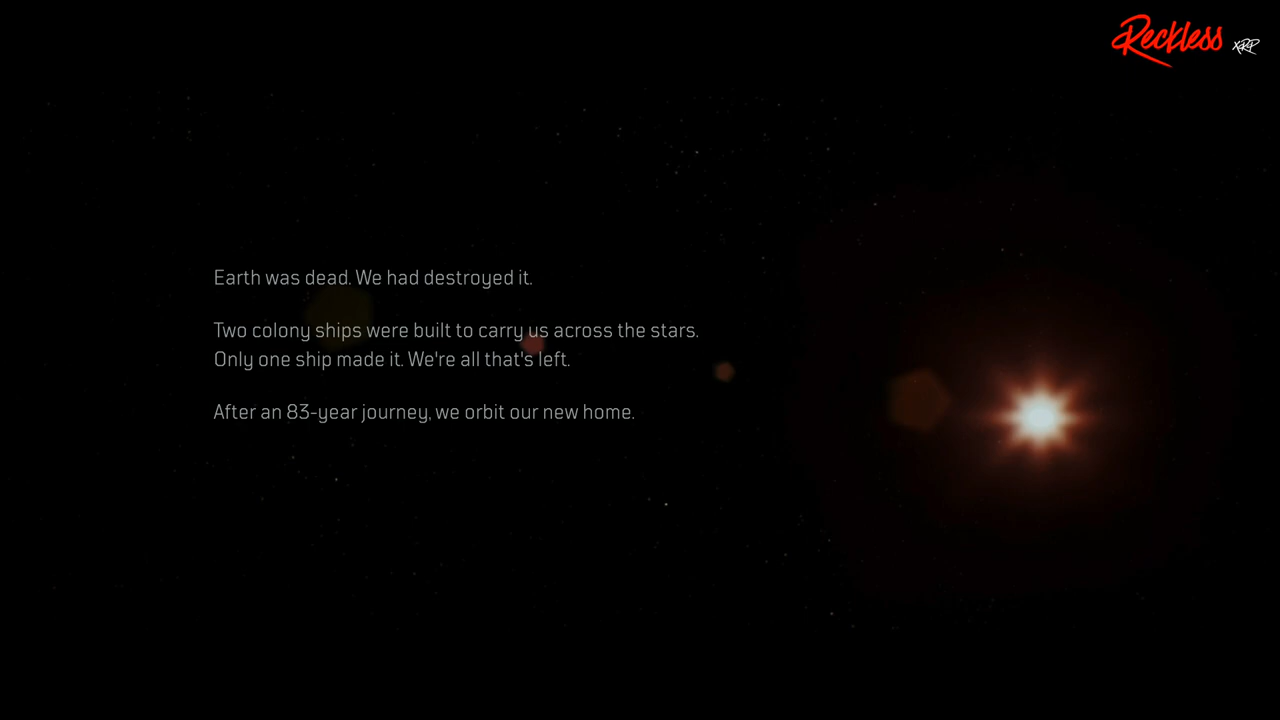 Reckless XRP
Earth was dead. We had destroyed it.
Two colony ships were built to carry us across the stars.
Only one ship made it. We're all that's left.
After an 83-year journey, we orbit our new home.